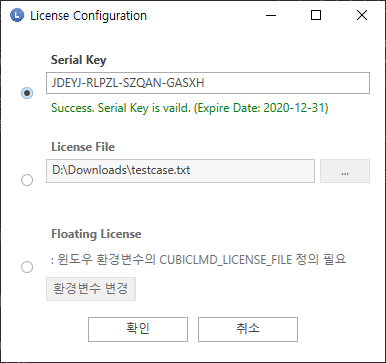 License Configuration
Serial Key
JDEYJ-RLPZL-SZQAN-GASXH
Success. Serial Key is vaild. (Expire Date: 2020-12-31)
License File
D:\Downloads\testcase.txt
...
Floating License
: 윈도우 환경변수의 CUBICLMD_LICENSE_FILE 정의 필요
환경변수 변경
확인
취소